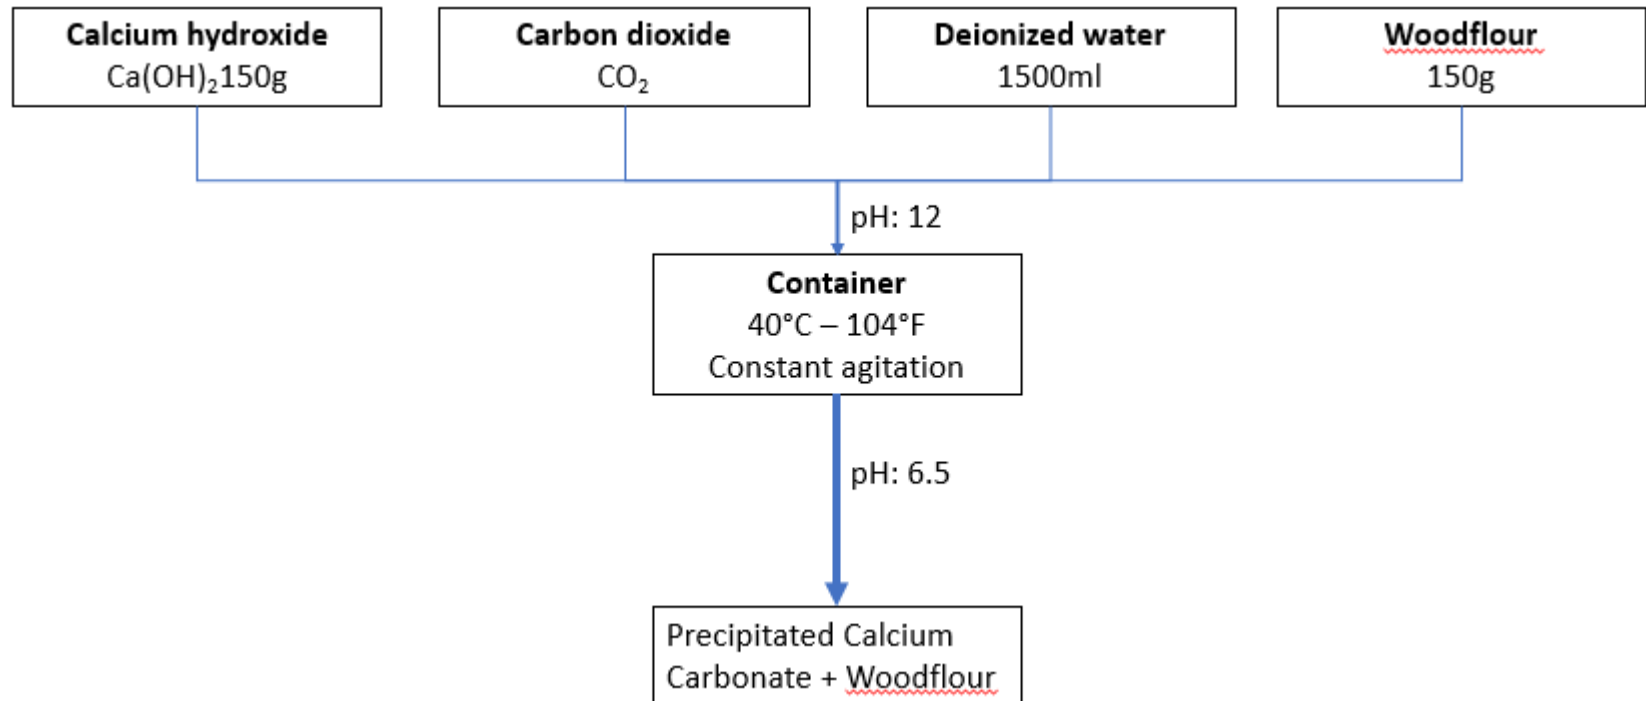 Calcium hydroxide
Ca(OH)₂150g
Carbon dioxide
CO₂
Deionized water
1500ml
Woodflour
150g
pH: 12
Container
40°C – 104°F
Constant agitation
pH: 6.5
Precipitated Calcium
Carbonate + Woodflour